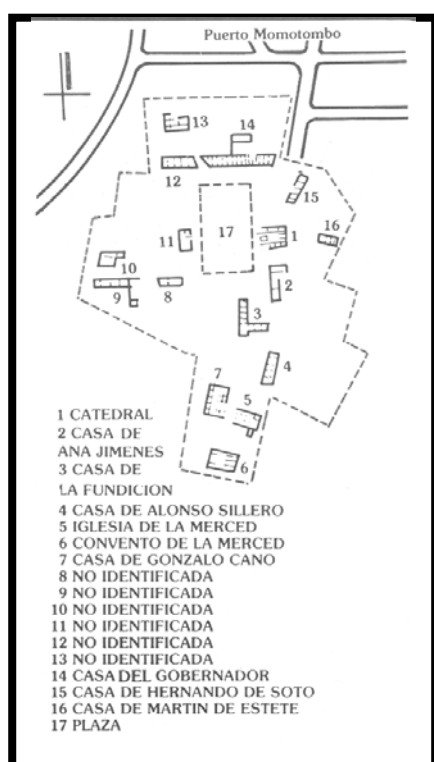 Puerto Momotombo
13
14
12
15
11
17
1
16
10
2
9
8
3
4
7
5
6
1 CATEDRAL
2 CASA DE
ANA JIMENES
3 CASA DE
LA FUNDICION
4 CASA DE ALONSO SILLERO
5 IGLESIA DE LA MERCED
6 CONVENTO DE LA MERCED
7 CASA DE GONZALO CANO
8 NO IDENTIFICADA
9 NO IDENTIFICADA
10 NO IDENTIFICADA
11 NO IDENTIFICADA
12 NO IDENTIFICADA
13 NO IDENTIFICADA
14 CASA DEL GOBERNADOR
15 CASA DE HERNANDO DE SOTO
16 CASA DE MARTIN DE ESTETE
17 PLAZA